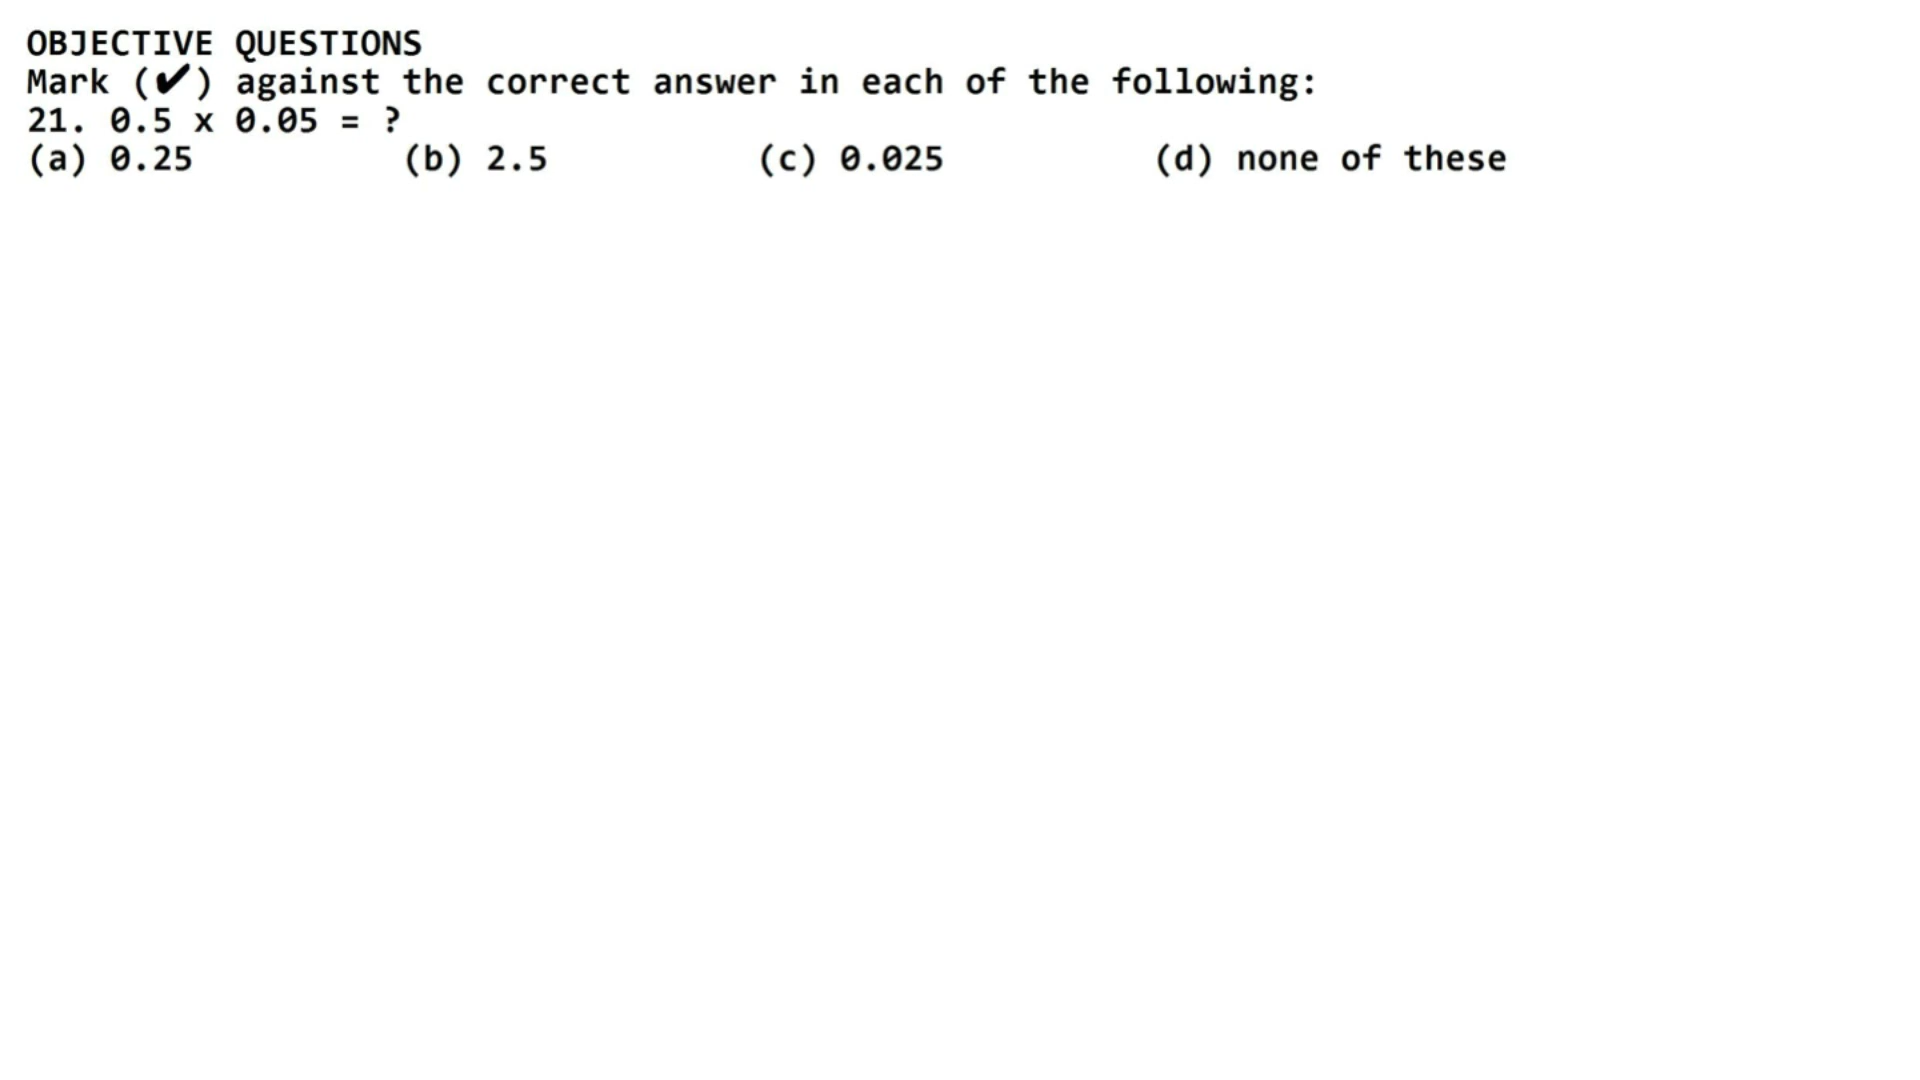 OBJECTIVE QUESTIONS
Mark (✔) against the correct answer in each of the following:
21. 0.5 x 0.05 = ?
(a) 0.25 (b) 2.5 (c) 0.025 (d) none of these